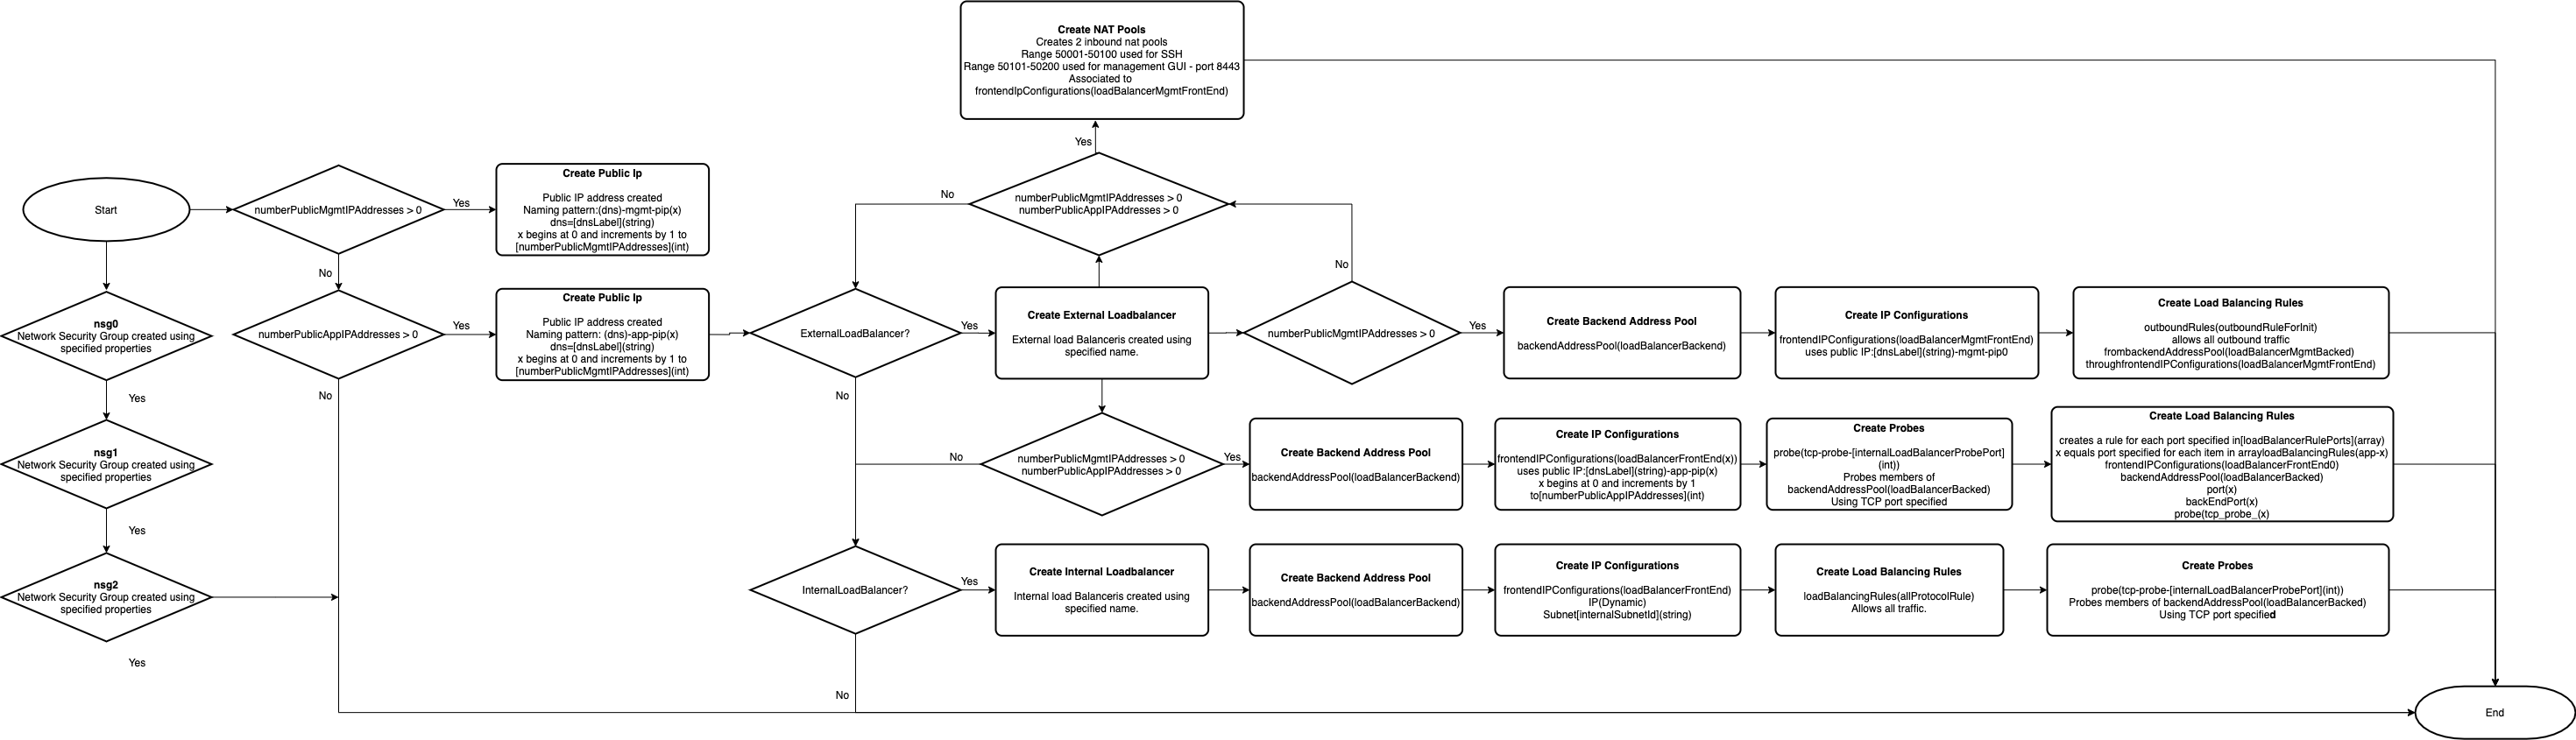 Create NAT Pools
Creates 2 inbound nat pools
Range 50001-50100 used for SSH
Range 50101-50200 used for management GUI - port 8443
Associated to
frontendIpConfigurations(loadBalancerMgmtFrontEnd)
Yes
Start
numberPublicMgmtIPAddresses > 0
Yes
Create Public Ip
Public IP address created
Naming pattern:(dns)-mgmt-pip(x)
dns=[dnsLabel](string)
x begins at 0 and increments by 1 to
[numberPublicMgmtIPAddresses](int)
No
numberPublicMgmtIPAddresses > 0
numberPublicAppIPAddresses > 0
No
No
nsg0
Network Security Group created using
specified properties
numberPublicAppIPAddresses > 0
Yes
Create Public Ip
Public IP address created
Naming pattern: (dns)-app-pip(x)
dns=[dnsLabel](string)
x begins at 0 and increments by 1 to
[numberPublicMgmtIPAddresses](int)
ExternalLoadBalancer?
Yes
Create External Loadbalancer
External load Balanceris created using
specified name.
numberPublicMgmtIPAddresses > 0
Yes
Create Backend Address Pool
backendAddressPool(loadBalancerBackend)
Create IP Configurations
frontendIPConfigurations(loadBalancerMgmtFrontEnd)
uses public IP:[dnsLabel](string)-mgmt-pip0
Create Load Balancing Rules
outboundRules(outboundRuleForInit)
allows all outbound traffic
frombackendAddressPool(loadBalancerMgmtBacked)
throughfrontendIPConfigurations(loadBalancerMgmtFrontEnd)
Yes
No
No
nsg1
Network Security Group created using
specified properties
No
numberPublicMgmtIPAddresses > 0
numberPublicAppIPAddresses > 0
Yes
Create Backend Address Pool
backendAddressPool(loadBalancerBackend)
Create IP Configurations
frontendIPConfigurations(loadBalancerFrontEnd(x))
uses public IP:[dnsLabel](string)-app-pip(x)
x begins at 0 and increments by 1
to[numberPublicAppIPAddresses](int)
Create Probes
probe(tcp-probe-[internalLoadBalancerProbePort]
(int))
Probes members of
backendAddressPool(loadBalancerBacked)
Using TCP port specified
Create Load Balancing Rules
creates a rule for each port specified in[loadBalancerRulePorts](array)
x equals port specified for each item in arrayloadBalancingRules(app-x)
frontendIPConfigurations(loadBalancerFrontEnd0)
backendAddressPool(loadBalancerBacked)
port(x)
backEndPort(x)
probe(tcp_probe_(x)
Yes
nsg2
Network Security Group created using
specified properties
InternalLoadBalancer?
Yes
Create Internal Loadbalancer
Internal load Balanceris created using
specified name.
Create Backend Address Pool
backendAddressPool(loadBalancerBackend)
Create IP Configurations
frontendIPConfigurations(loadBalancerFrontEnd)
IP(Dynamic)
Subnet[internalSubnetId](string)
Create Load Balancing Rules
loadBalancingRules(allProtocolRule)
Allows all traffic.
Create Probes
probe(tcp-probe-[internalLoadBalancerProbePort](int))
Probes members of backendAddressPool(loadBalancerBacked)
Using TCP port specified
Yes
No
End